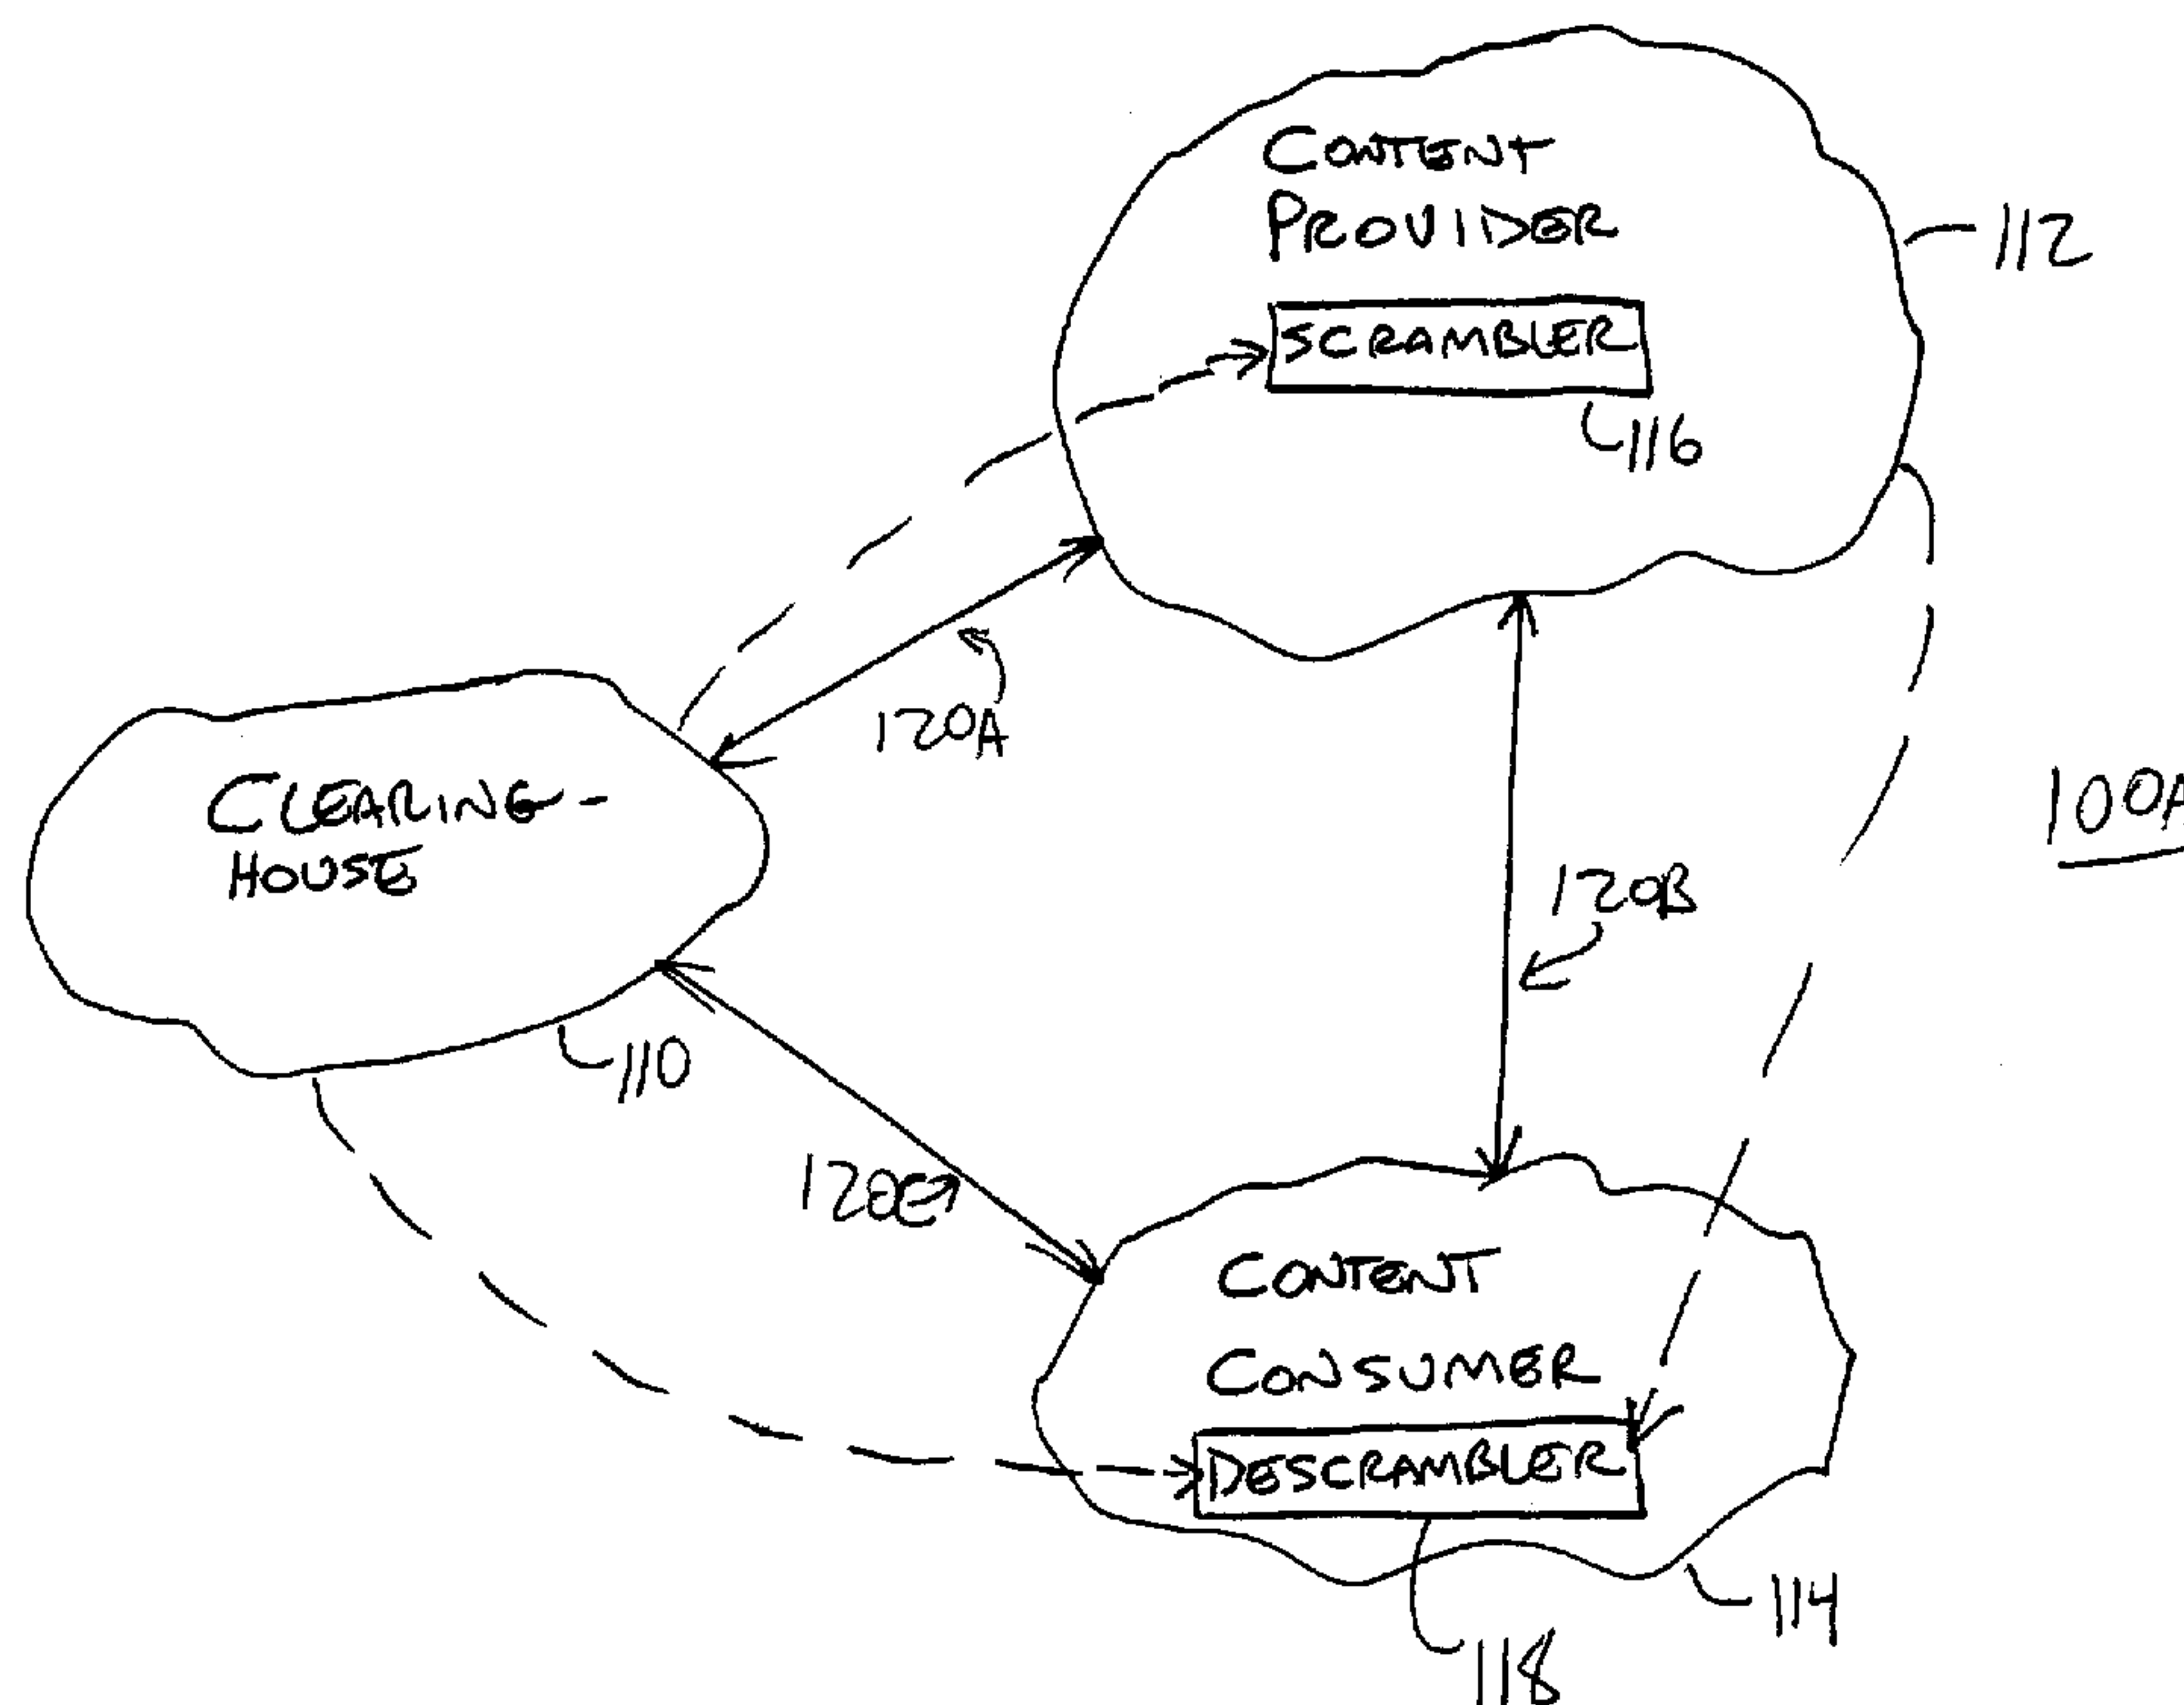 CONTENT
PROVIDER
112
SCRAMBLER
116
120A
CLEARING-
HOUSE
100A
120B
110
120C
CONTENT
CONSUMER
DESCRAMBLER
114
118